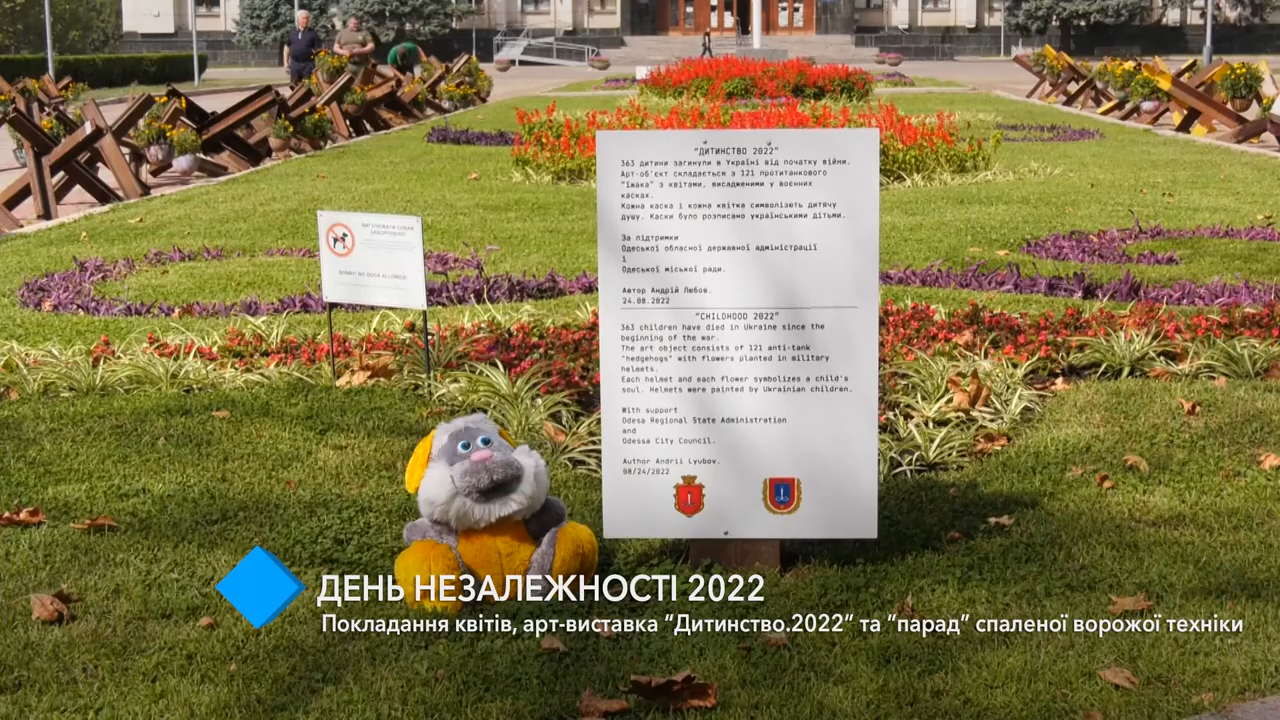 "ДИТИНСТВО 2022"
363 дитини загинули в Україні від початку війни.
Арт-об'єкт складається з 121 протитанкового
"їжака" з квітами, висадженими у воєнних
касках.
Кожна каска і кожна квітка символізють дитячу
душу. Каски було розписано українськими дітьми.
За підтримки
Одеської обласної державної адміністрації
і
Одеської міської ради.
Автор Андрій Любов.
24.08.2022
"CHILDHOOD 2022"
363 children have died in Ukraine since the
beginning of the war.
The art object consists of 121 anti-tank
"hedgehogs" with flowers planted in military
helmets.
Each helmet and each flower symbolizes a child's
soul. Helmets were painted by Ukrainian children.
With support
Odesa Regional State Administration
and
Odessa City Council.
Author Andrii Lyubov.
08/24/2022
ВИГУЛЮВАТИ СОБАК
ЗАБОРОНЕНО!
SORRY! NO DOGS ALLOWED!
ДЕНЬ НЕЗАЛЕЖНОСТІ 2022
Покладання квітів, арт-виставка "Дитинство.2022" та "парад" спаленої ворожої техніки